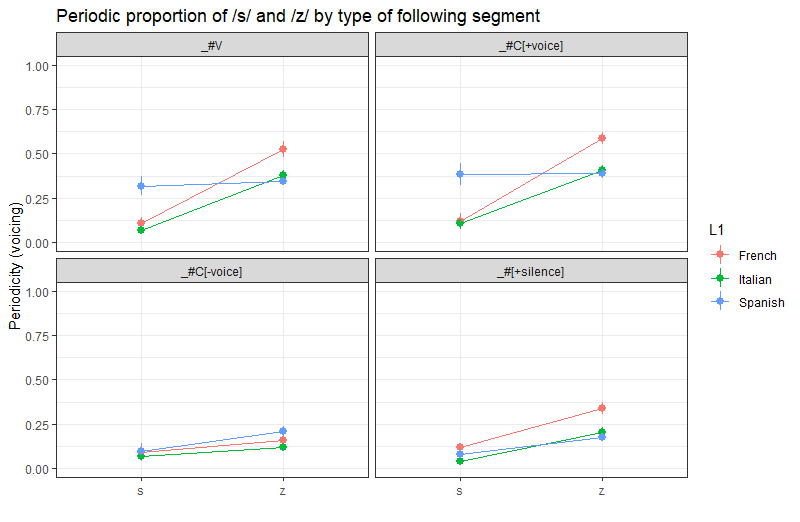 Periodic proportion of /s/ and /z/ by type of following segment
_#V
_#C[+voice]
1.00
0.75
0.50
0.25
0.00
_#C[-voice]
_#[+silence]
1.00
0.75
0.50
0.25
0.00
s
z
s
z
Periodicity (voicing)
L1
French
Italian
Spanish